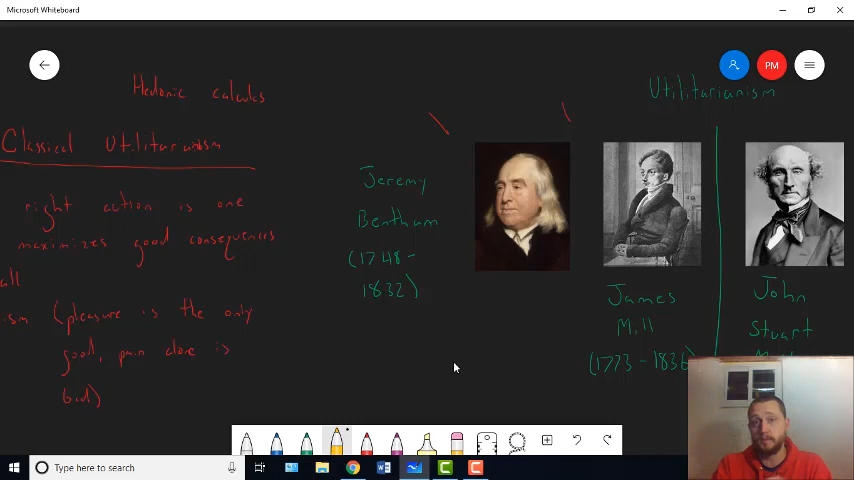 Microsoft Whiteboard
PM
Hedonic calculus
Utilitarianism
Classical Utilitarianism
right action is one
maximizes good consequences
all
ism (pleasure is the only
good, pain alone is
bad)
Jeremy
Bentham
(1748-
1832)
James
Mill
(1773-1836)
John
Stuart
Type here to search